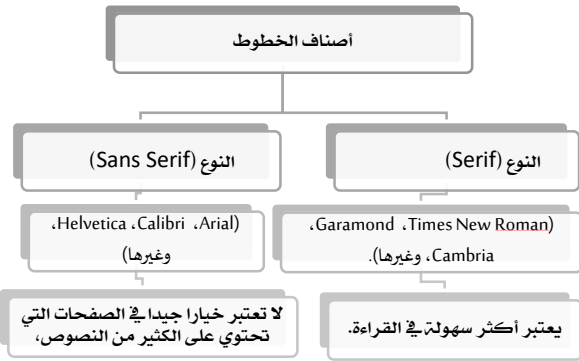 أصناف الخطوط
النوع (Serif)
النوع (Sans Serif)
(Garamond ،Times New Roman،
Cambria، وغيرها).
(Helvetica ،Calibri ،Arial،
وغيرها)
يعتبر أكثر سهولة في القراءة.
لا تعتبر خيارا جيدا في الصفحات التي
تحتوي على الكثير من النصوص،